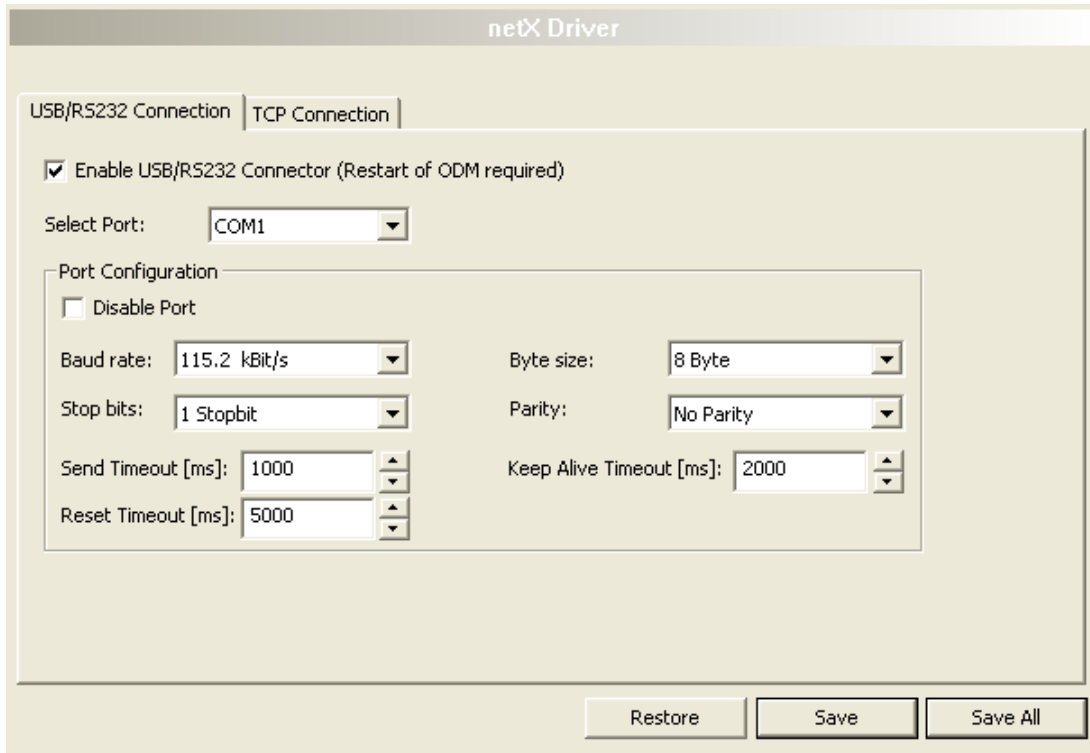 netX Driver
USB/RS232 Connection TCP Connection
Enable USB/RS232 Connector (Restart of ODM required)
Select Port: COM1
Port Configuration
Disable Port
Baud rate: 115.2 kBit/s Byte size: 8 Byte
Stop bits: 1 Stopbit Parity: No Parity
Send Timeout [ms]: 1000 Keep Alive Timeout [ms]: 2000
Reset Timeout [ms]: 5000
Restore Save Save All